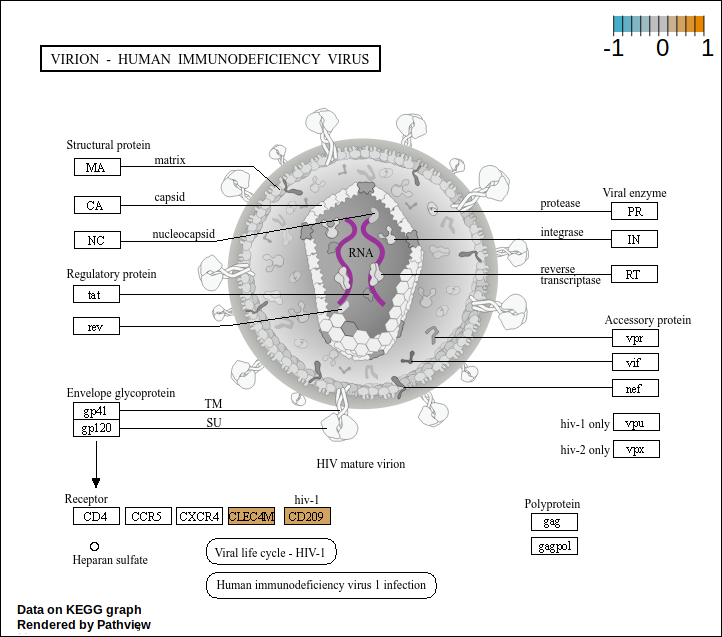 -1 0 1
VIRION - HUMAN IMMUNODEFICIENCY VIRUS
Structural protein
MA
matrix
CA
capsid
NC
nucleocapsid
Regulatory protein
tat
rev
RNA
Viral enzyme
protease
PR
integrase
IN
reverse
transcriptase
RT
Accessory protein
vpr
vif
nef
hiv-1 only
vpu
hiv-2 only
vpx
Envelope glycoprotein
gp41
TM
gp120
SU
HIV mature virion
Receptor
hiv-1
CD4 CCR5 CXCR4 CLEC4M CD209
Heparan sulfate
Viral life cycle - HIV-1
Human immunodeficiency virus 1 infection
Polyprotein
gag
gagpol
Data on KEGG graph
Rendered by Pathview